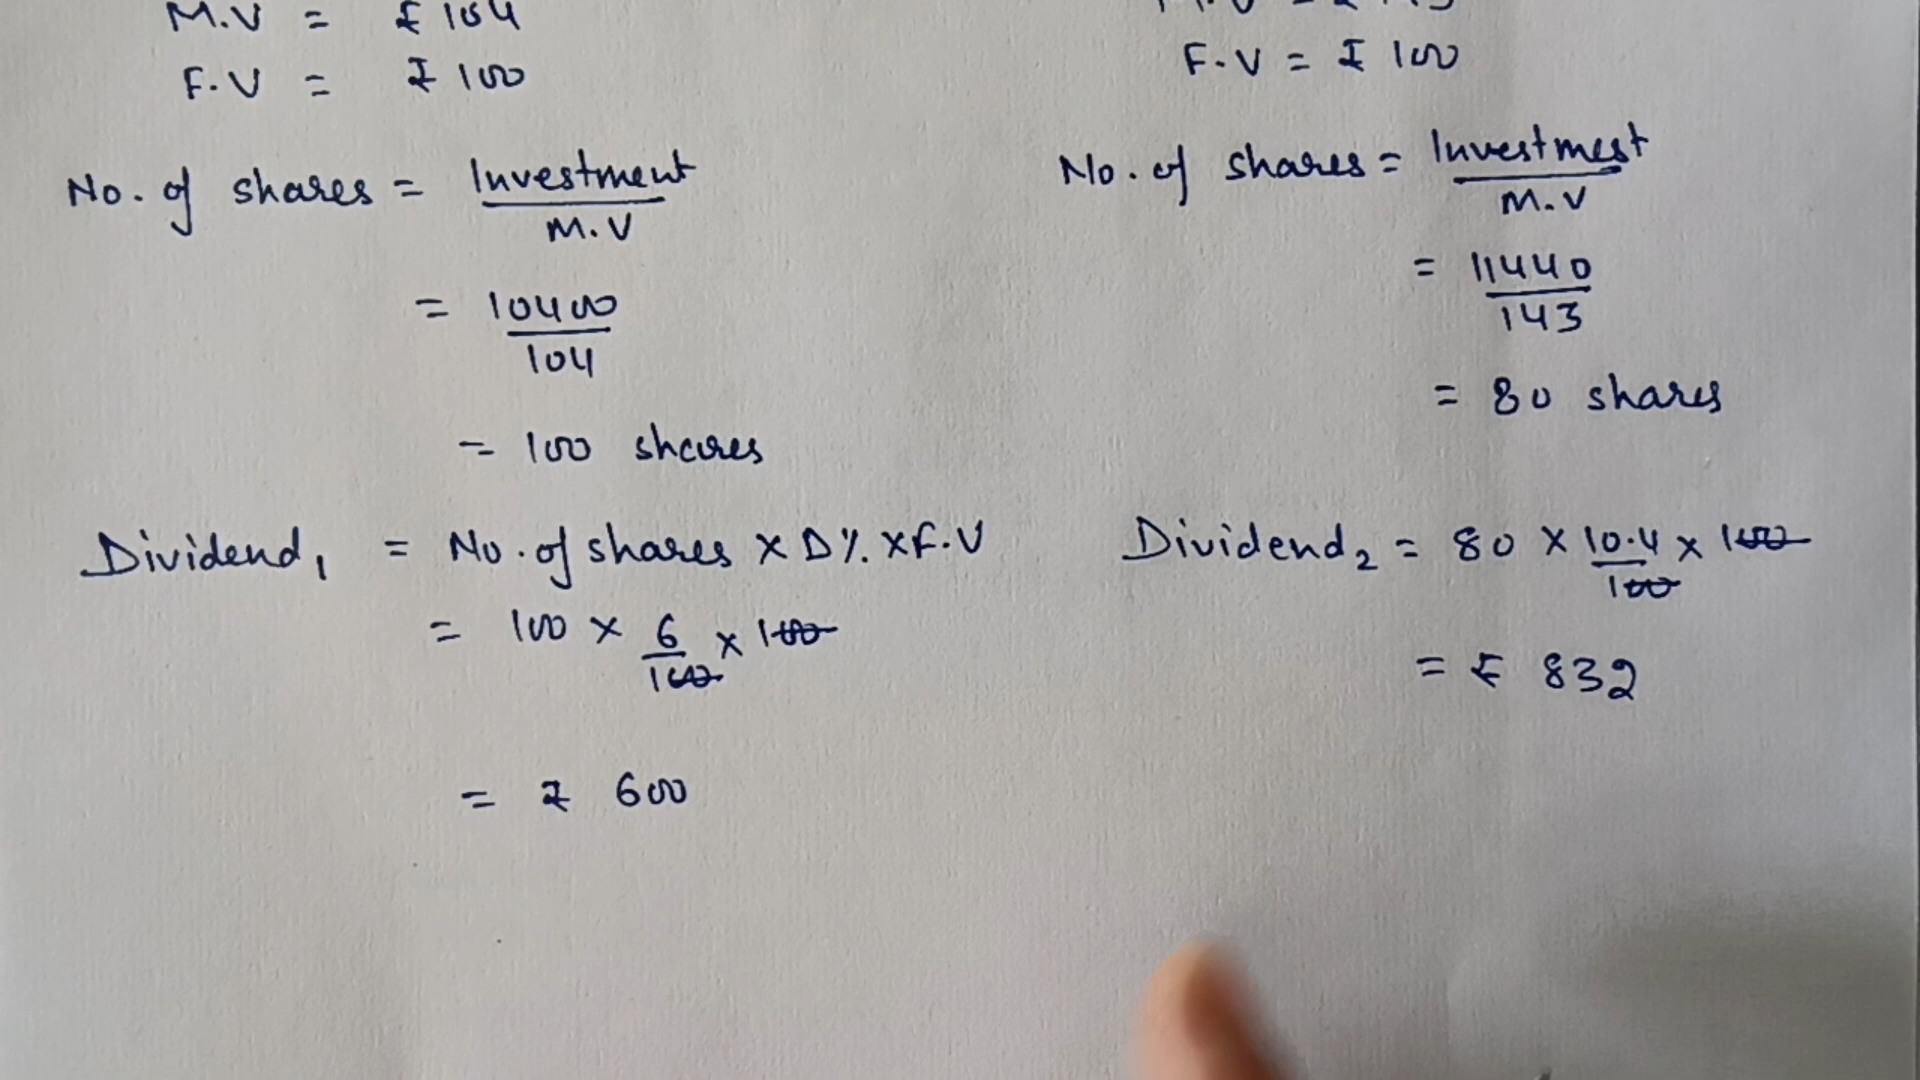 M.V = ₹ 104
F.V = ₹ 100
No. of shares = Investment / M.V
= 10400 / 104
= 100 shares
Dividend₁ = No. of shares × D% × F.V
= 100 × 6/100 × 100
= ₹ 600
F.V = ₹ 100
No. of shares = Investment / M.V
= 11440 / 143
= 80 shares
Dividend₂ = 80 × 10.4/100 × 100
= ₹ 832